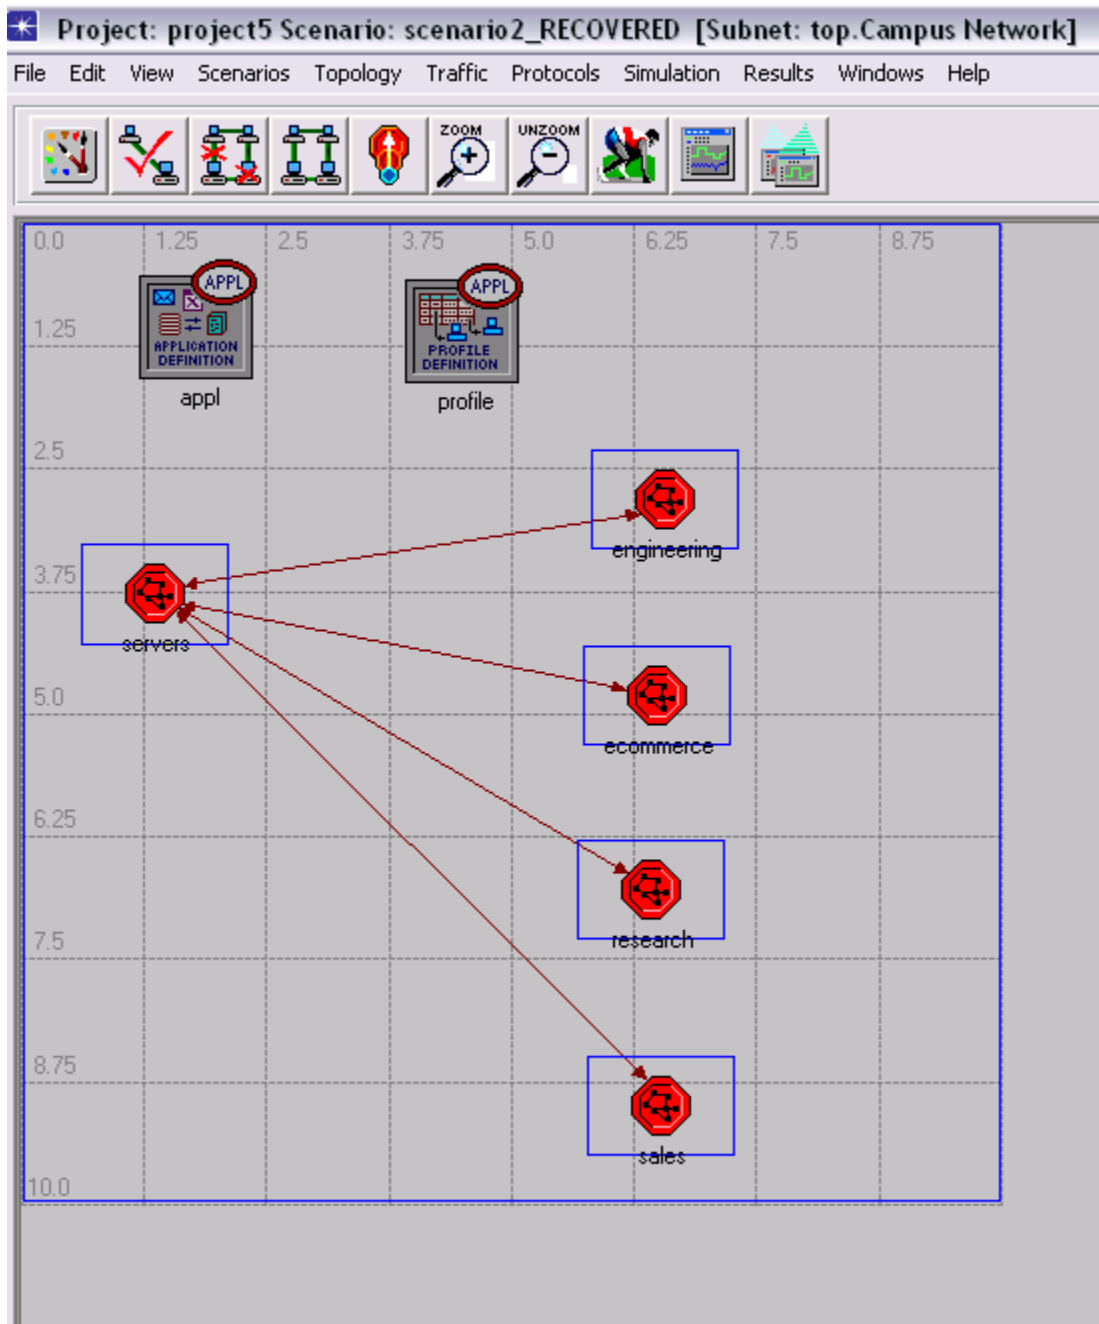 Project: project5 Scenario: scenario2_RECOVERED [Subnet: top.Campus Network]
File Edit View Scenarios Topology Traffic Protocols Simulation Results Windows Help
ZOOM UNZOOM
0.0 1.25 2.5 3.75 5.0 6.25 7.5 8.75
APPL
APPLICATION
DEFINITION
appl
APPL
PROFILE
DEFINITION
profile
1.25
2.5
engineering
3.75
servers
5.0
ecommerce
6.25
7.5
research
8.75
sales
10.0